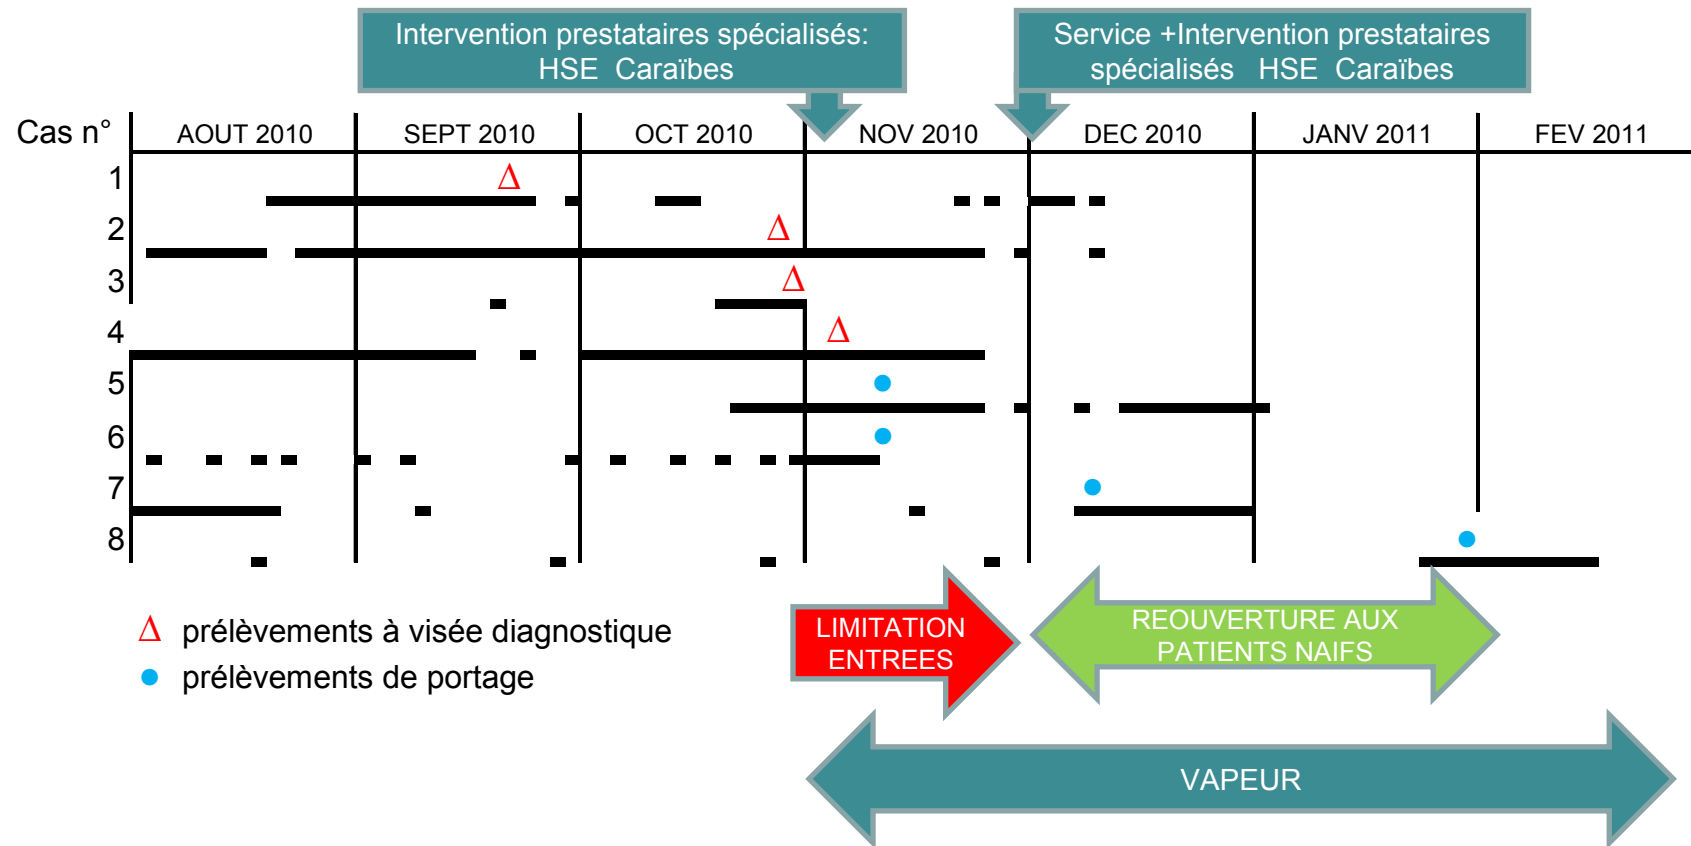 Intervention prestataires spécialisés:
HSE Caraïbes
Service +Intervention prestataires
spécialisés HSE Caraïbes
Cas n°
AOUT 2010
SEPT 2010
OCT 2010
NOV 2010
DEC 2010
JANV 2011
FEV 2011
1
Δ
2
Δ
3
Δ
4
Δ
5
6
7
8
Δ prélèvements à visée diagnostique
prélèvements de portage
LIMITATION
ENTREES
REOUVERTURE AUX
PATIENTS NAIFS
VAPEUR